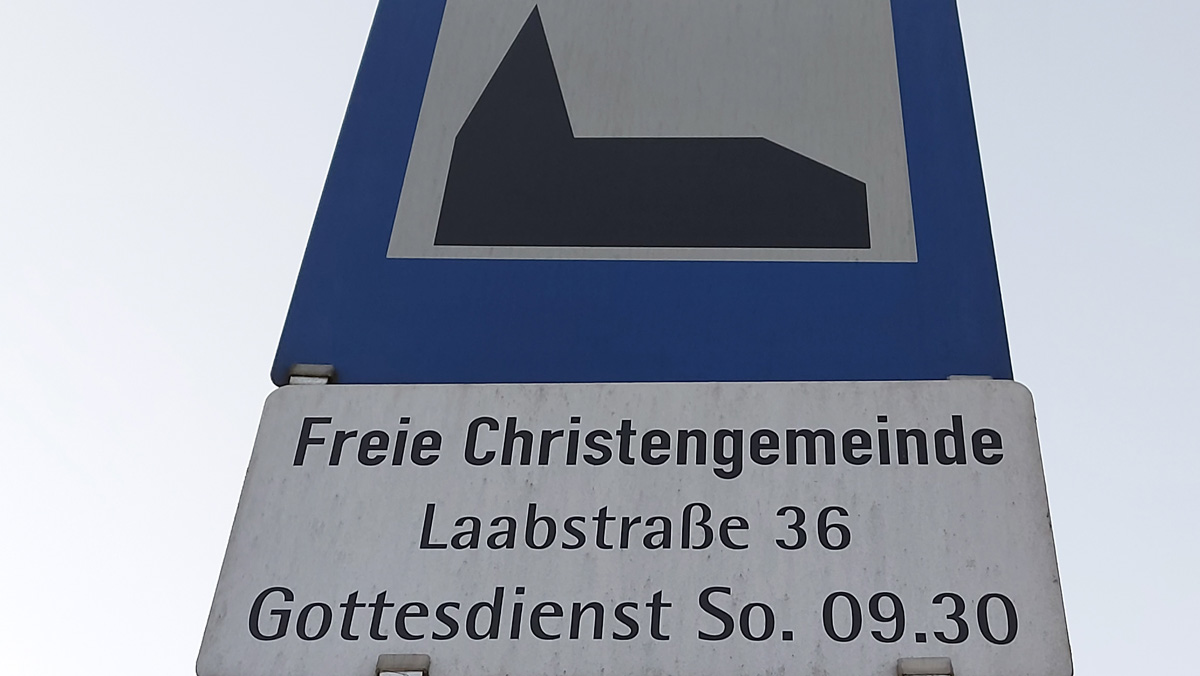 Freie Christengemeinde
Laabstraße 36
Gottesdienst So. 09.30